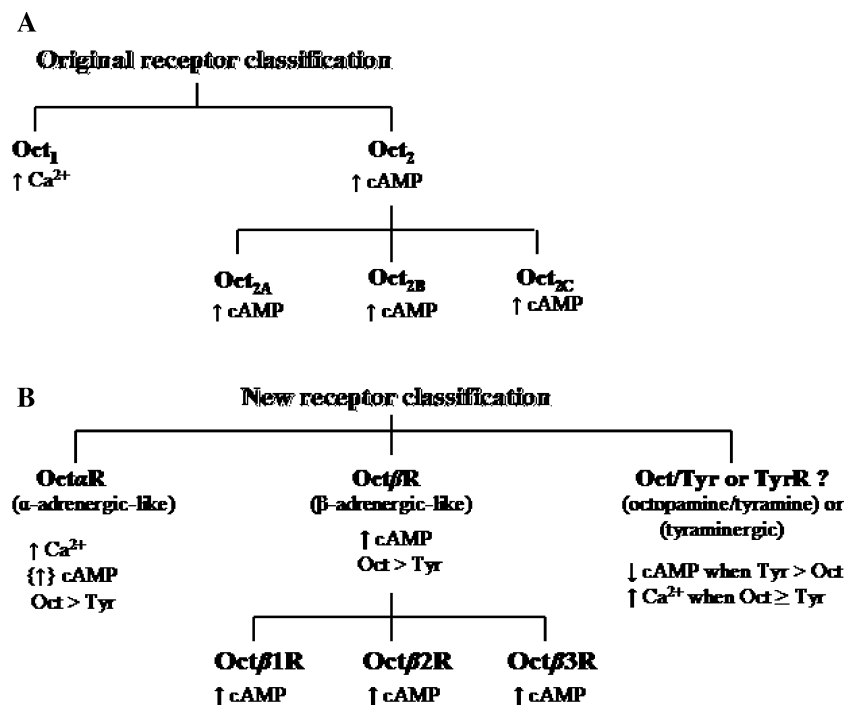 A
Original receptor classification
Oct₁ Oct₂
↑ Ca²⁺ ↑ cAMP
Oct₂A Oct₂B Oct₂C
↑ cAMP ↑ cAMP ↑ cAMP
B
New receptor classification
OctαR OctβR Oct/Tyr or TyrR ?
(α-adrenergic-like) (β-adrenergic-like) (octopamine/tyramine) or
(tyraminergic)
↑ Ca²⁺ ↑ cAMP
{↑} cAMP Oct > Tyr ↓ cAMP when Tyr > Oct
Oct > Tyr ↑ Ca²⁺ when Oct ≥ Tyr
Octβ1R Octβ2R Octβ3R
↑ cAMP ↑ cAMP ↑ cAMP